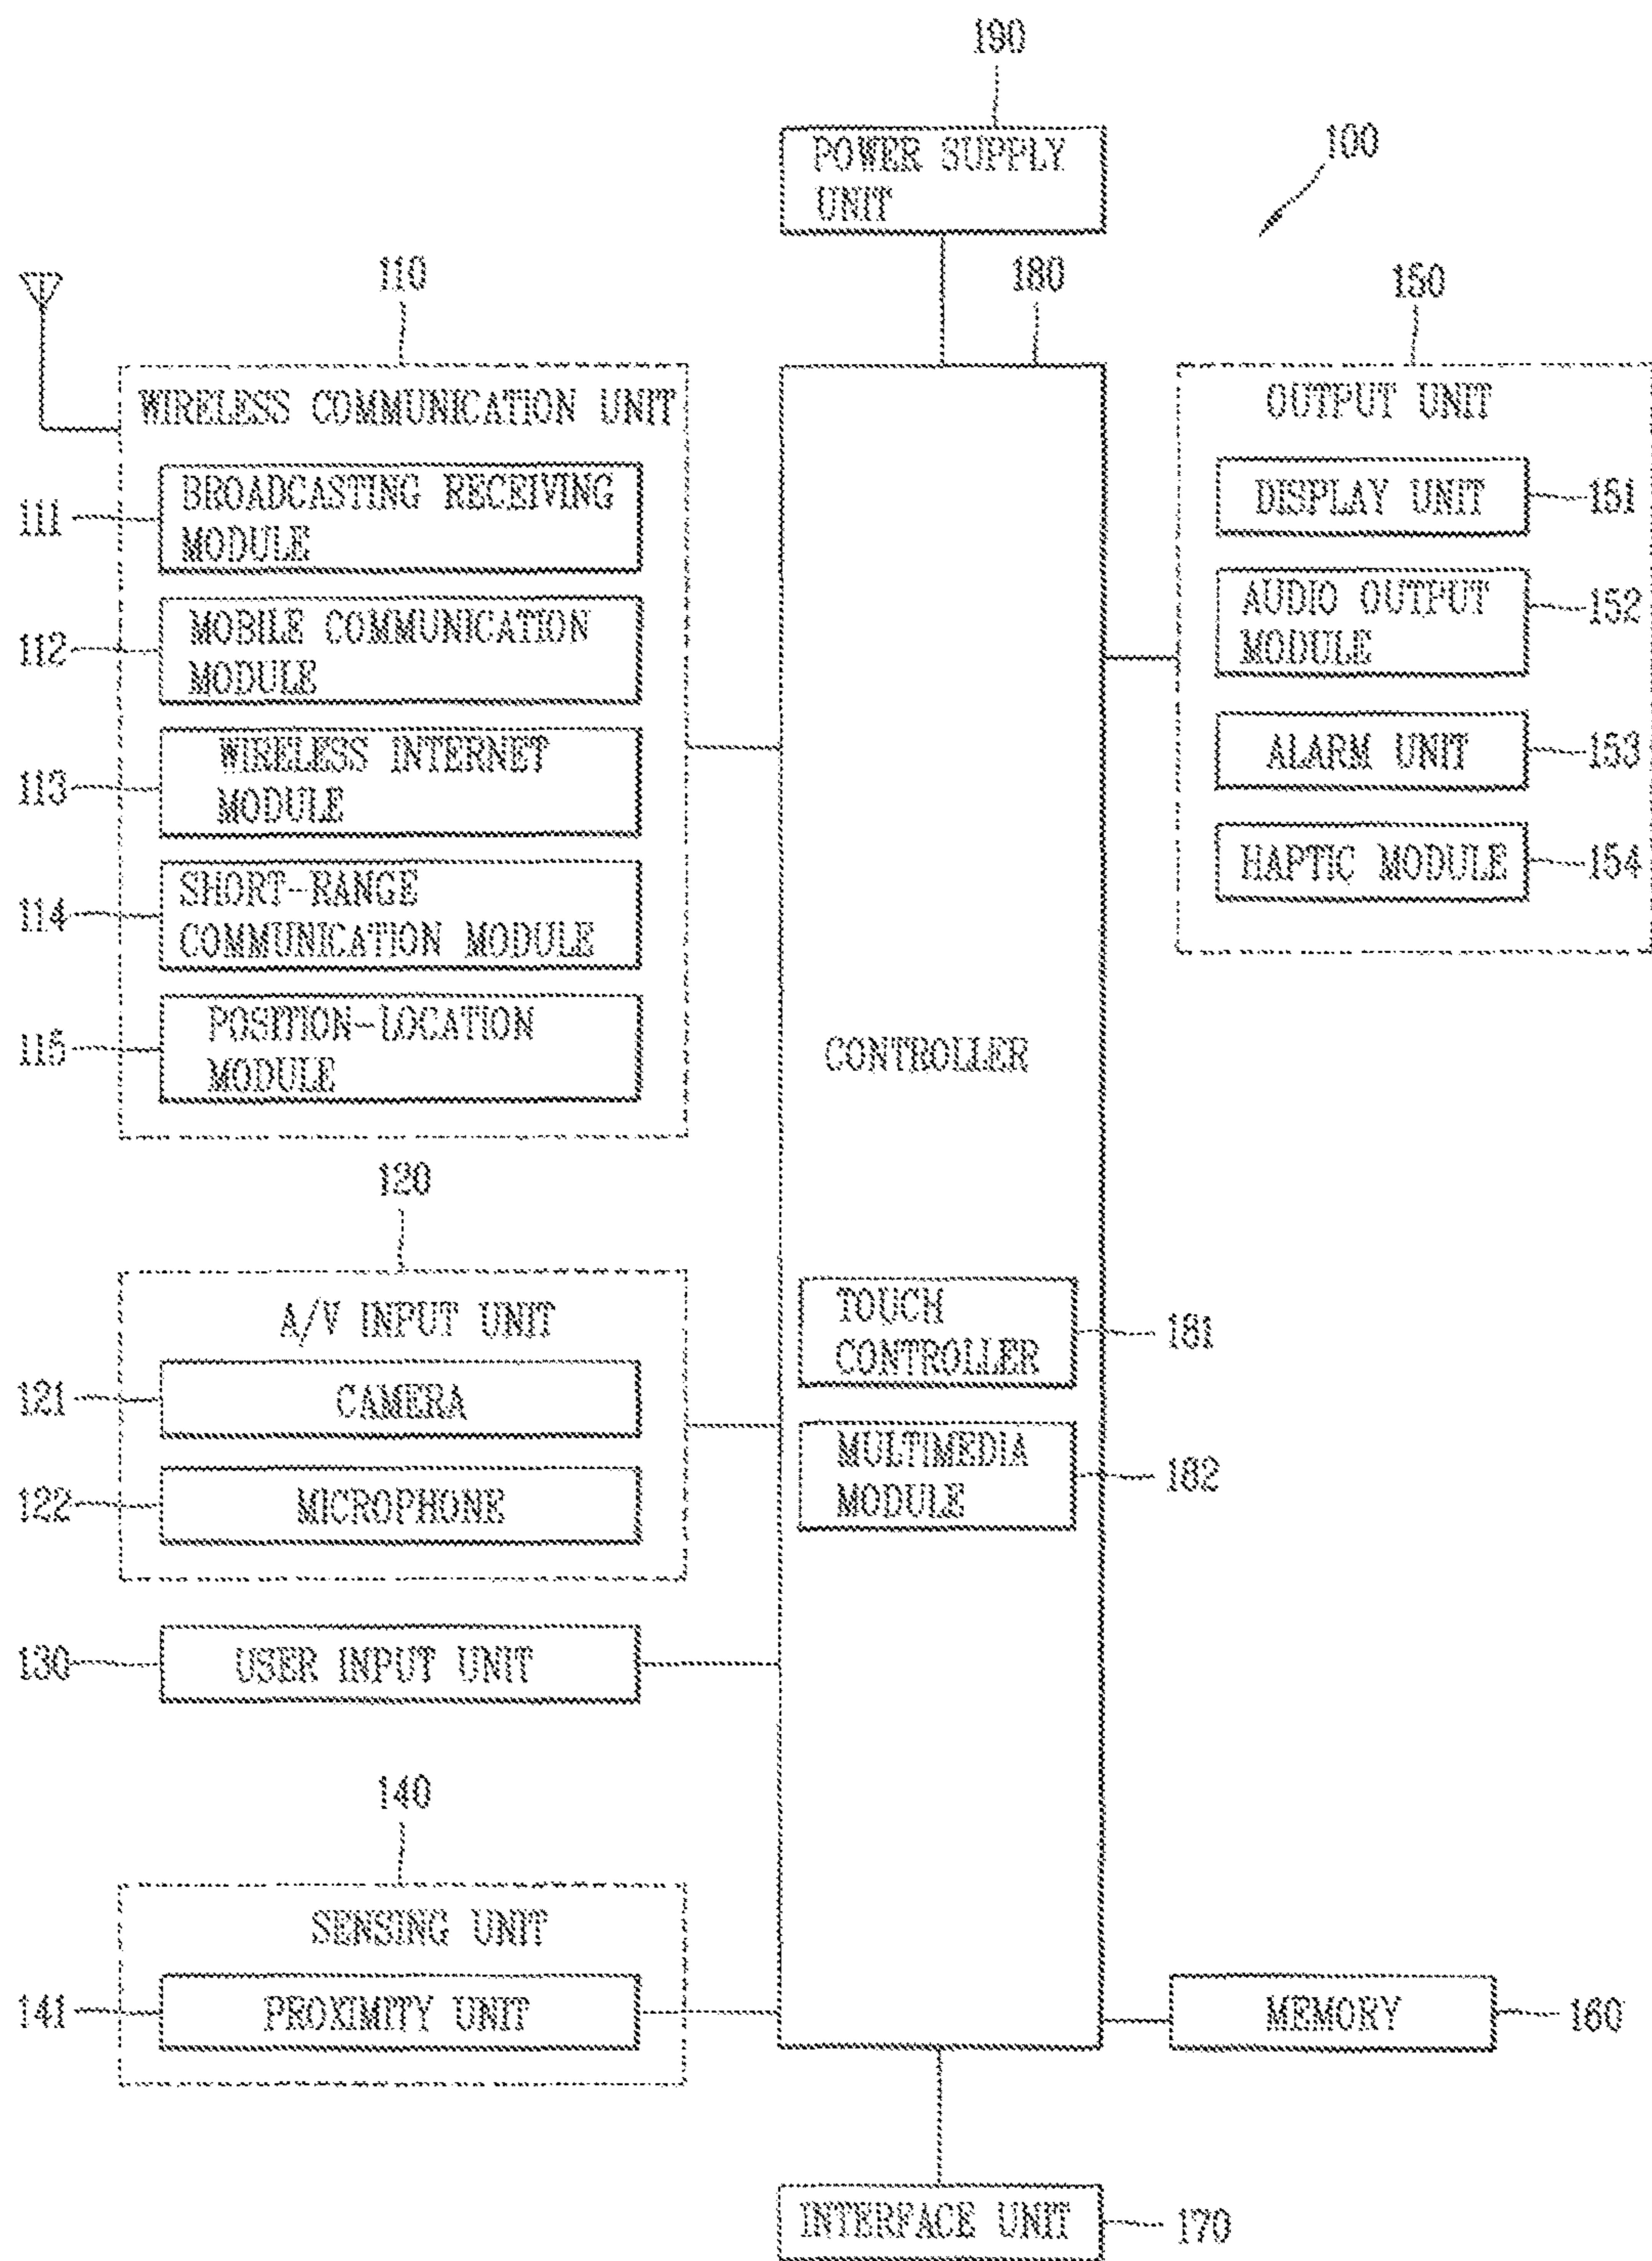 190
POWER SUPPLY
UNIT
100
110
180
150
WIRELESS COMMUNICATION UNIT
111
BROADCASTING RECEIVING
MODULE
112
MOBILE COMMUNICATION
MODULE
113
WIRELESS INTERNET
MODULE
114
SHORT-RANGE
COMMUNICATION MODULE
115
POSITION-LOCATION
MODULE
120
A/V INPUT UNIT
121
CAMERA
122
MICROPHONE
130
USER INPUT UNIT
140
SENSING UNIT
141
PROXIMITY UNIT
CONTROLLER
TOUCH
CONTROLLER
181
MULTIMEDIA
MODULE
182
OUTPUT UNIT
DISPLAY UNIT
151
AUDIO OUTPUT
MODULE
152
ALARM UNIT
153
HAPTIC MODULE
154
MEMORY
160
INTERFACE UNIT
170